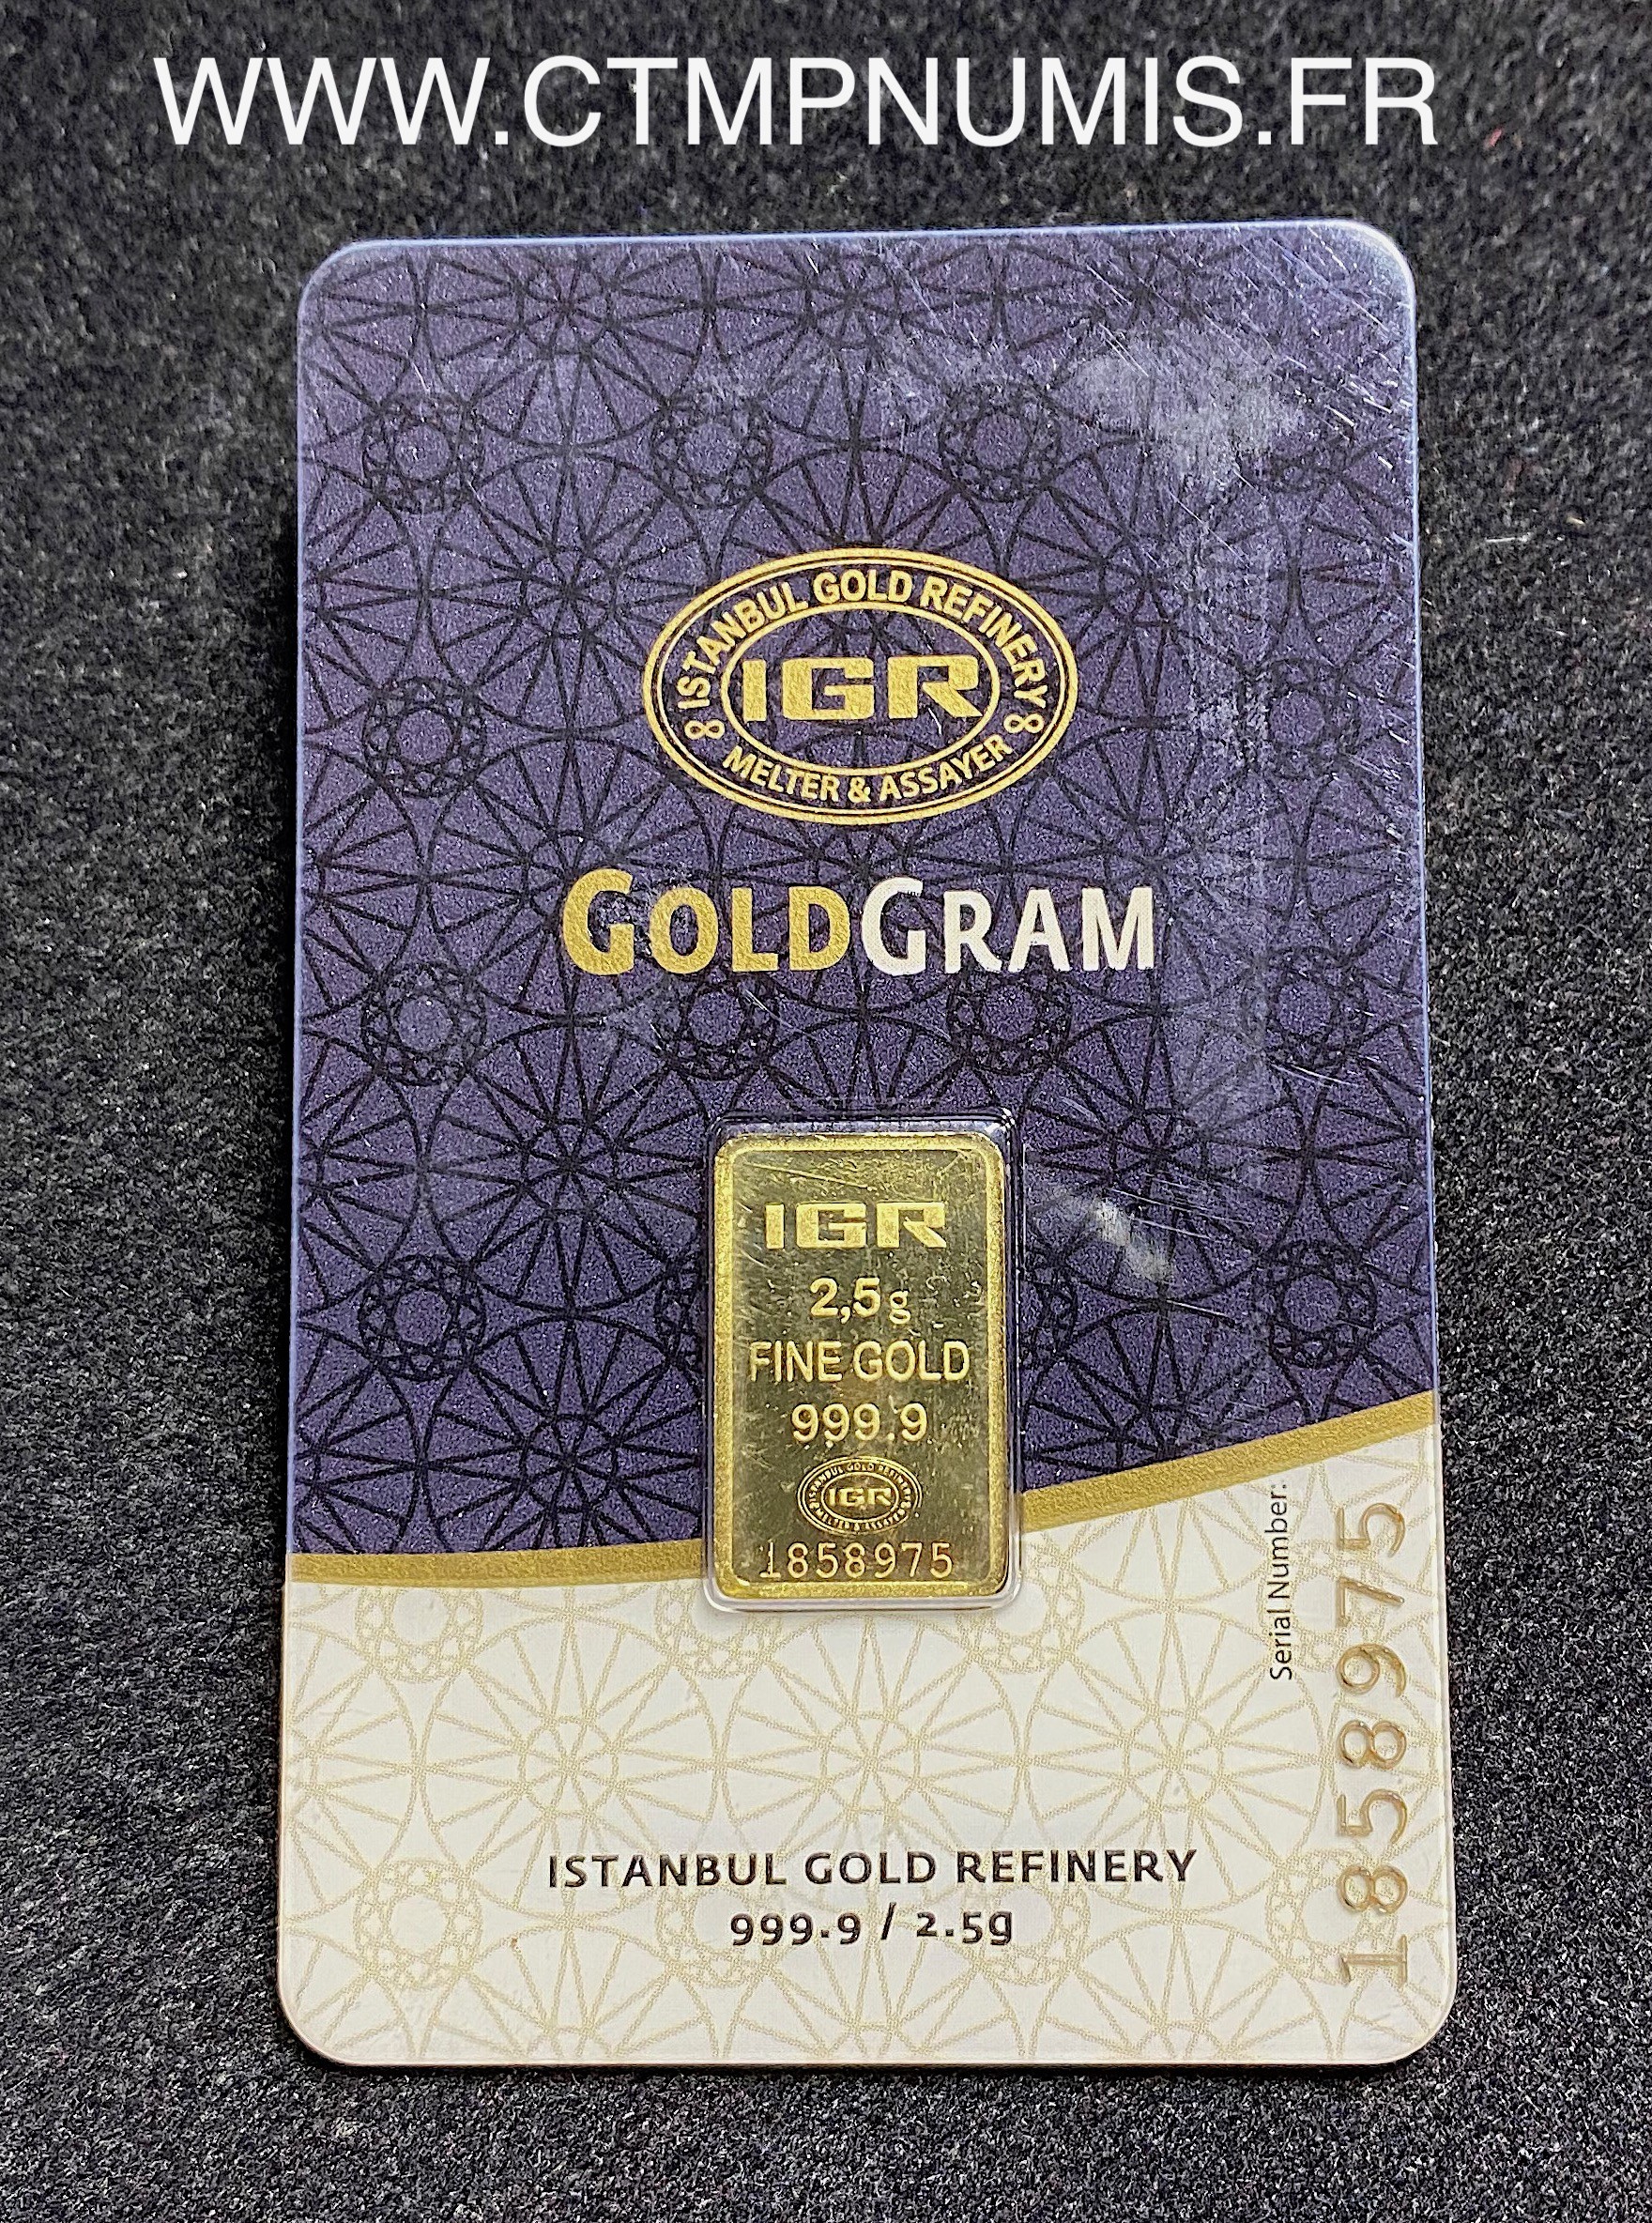 WWW.CTMPNUMIS.FR
ISTANBUL GOLD REFINERY
IGR
MELTER & ASSAYER
GOLDGRAM
IGR
2,5g
FINE GOLD
999.9
ISTANBUL GOLD REFINERY
IGR
MELTER & ASSAYER
1858975
Serial Number:
1858975
ISTANBUL GOLD REFINERY
999.9 / 2.5g